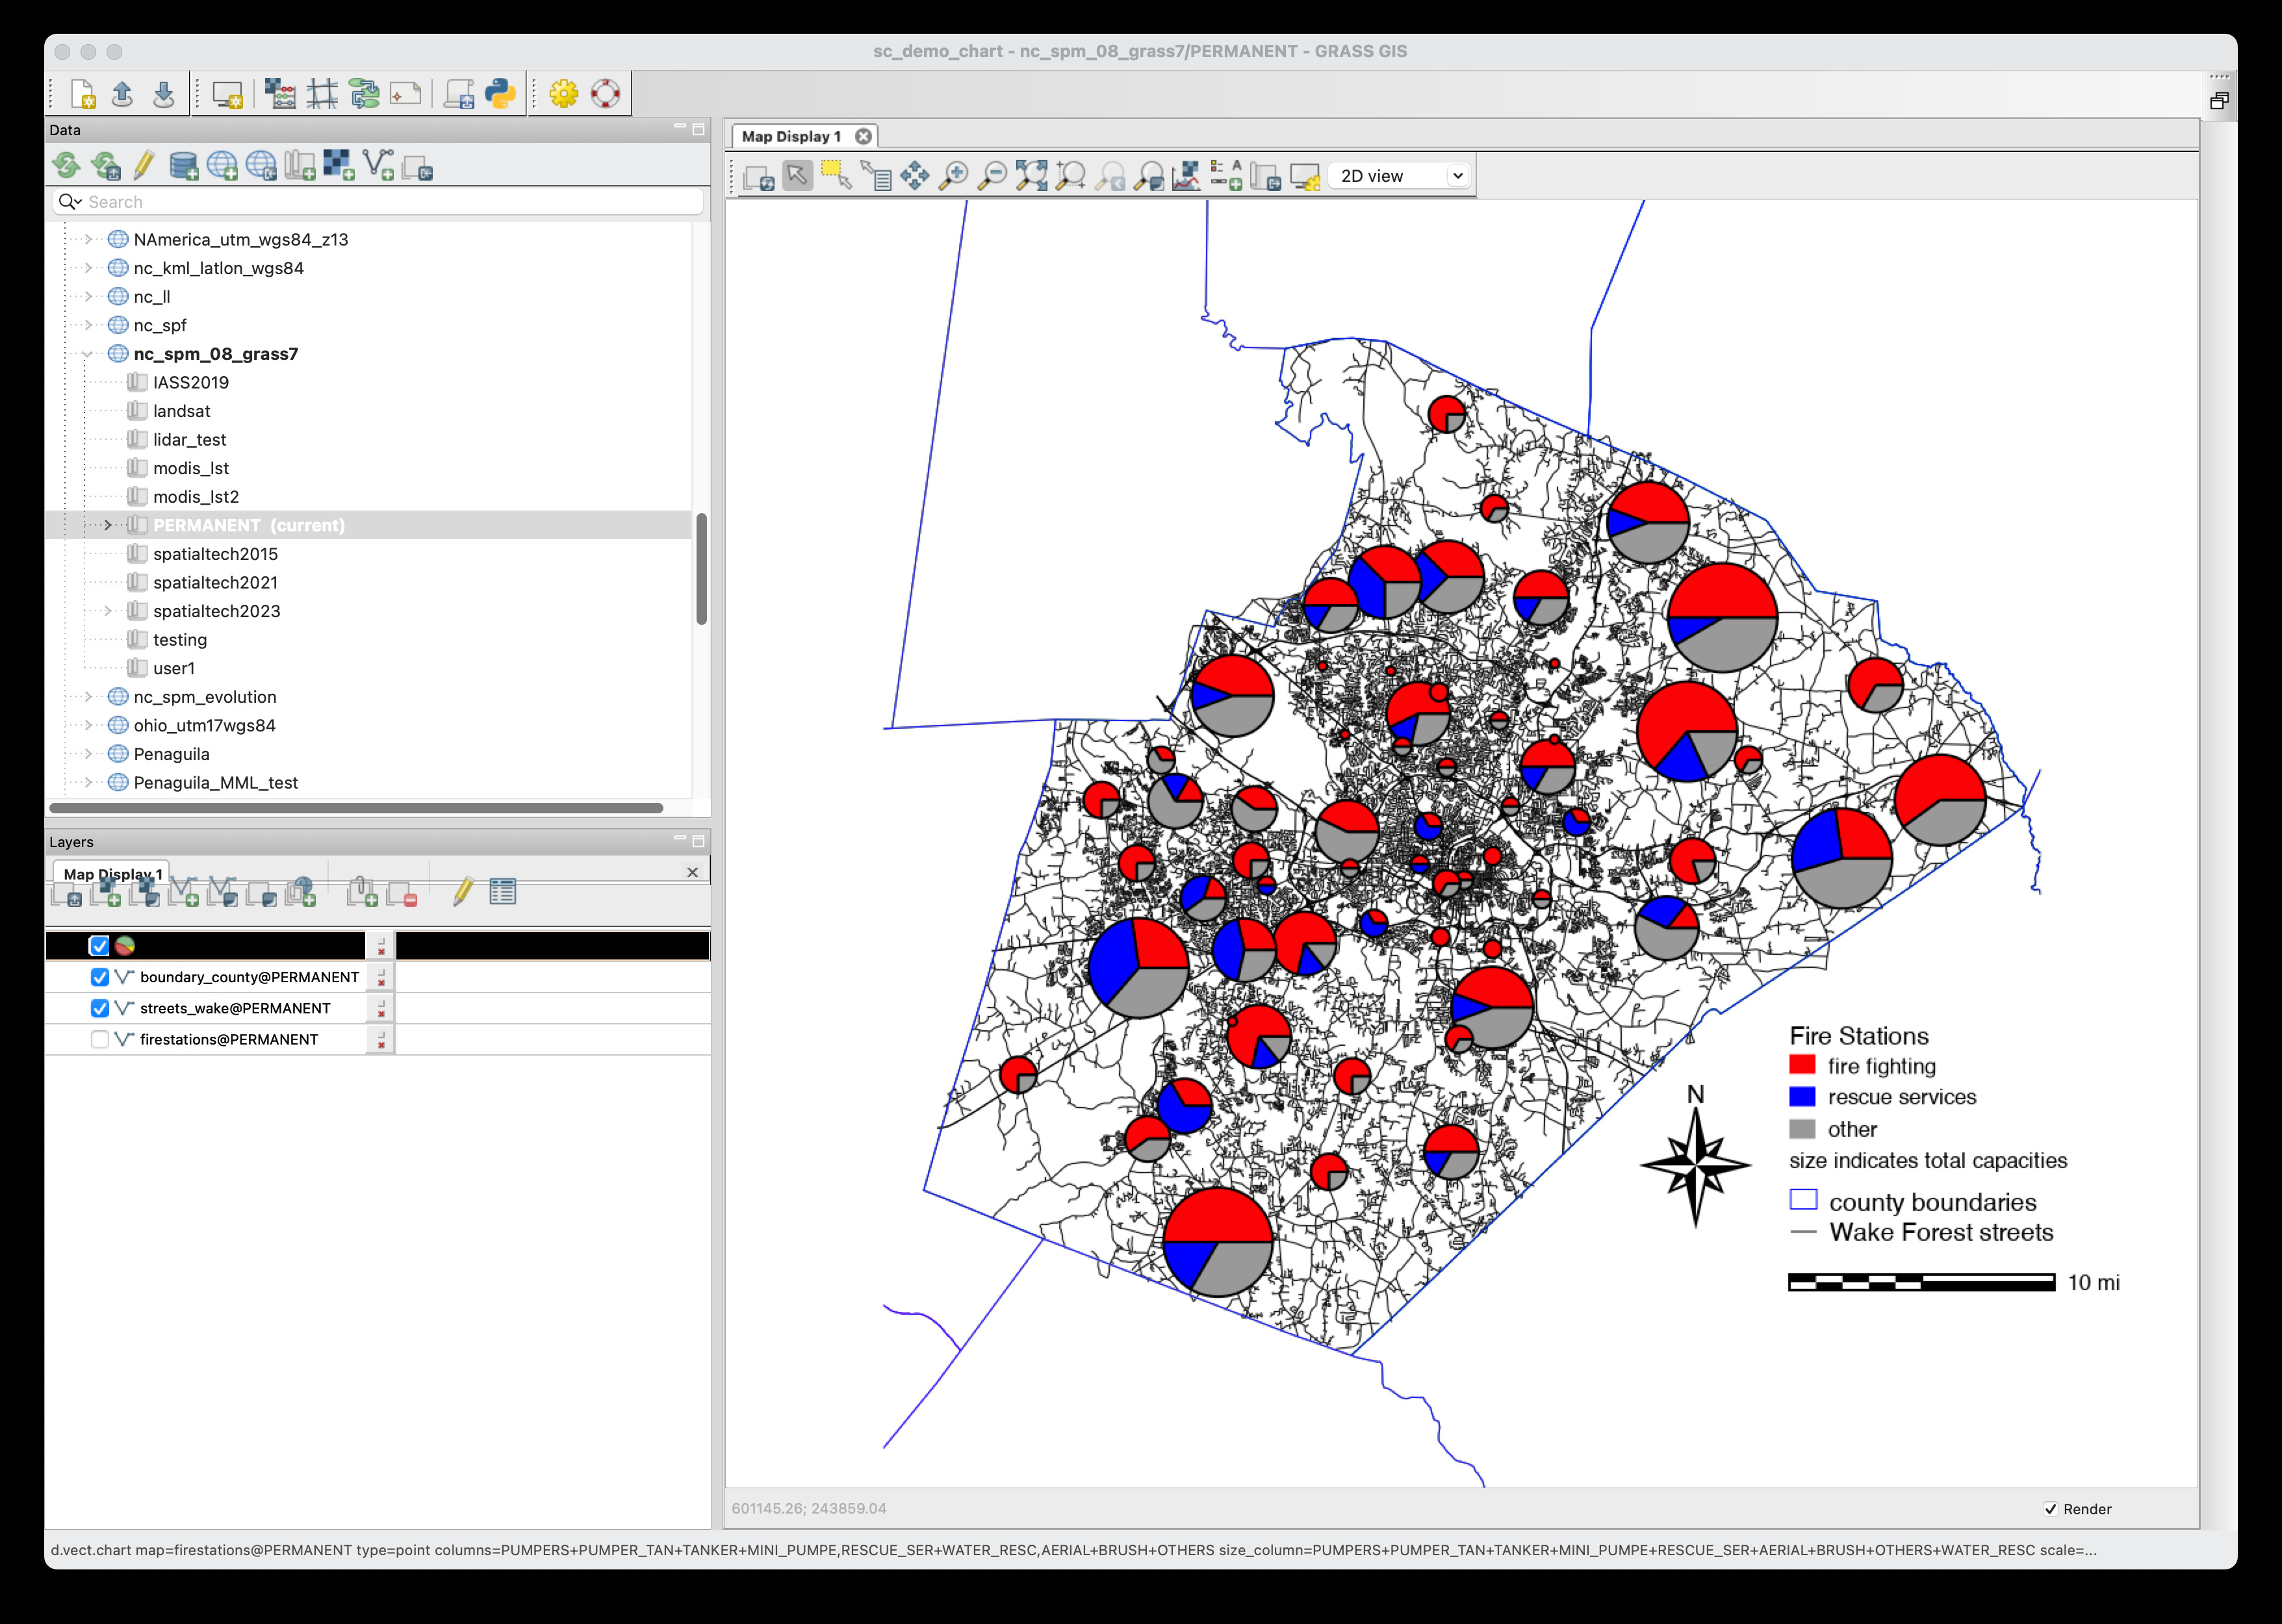 sc_demo_chart - nc_spm_08_grass7/PERMANENT - GRASS GIS
Data
Search
NAmerica_utm_wgs84_z13
nc_kml_latlon_wgs84
nc_ll
nc_spf
nc_spm_08_grass7
IASS2019
landsat
lidar_test
modis_lst
modis_lst2
PERMANENT (current)
spatialtech2015
spatialtech2021
spatialtech2023
testing
user1
nc_spm_evolution
ohio_utm17wgs84
Penaguila
Penaguila_MML_test
Layers
Map Display 1
boundary_county@PERMANENT
streets_wake@PERMANENT
firestations@PERMANENT
Map Display 1
2D view
Fire Stations
fire fighting
rescue services
other
size indicates total capacities
county boundaries
Wake Forest streets
N
10 mi
601145.26; 243859.04
Render
d.vect.chart map=firestations@PERMANENT type=point columns=PUMPERS+PUMPER_TAN+TANKER+MINI_PUMPE,RESCUE_SER+WATER_RESC,AERIAL+BRUSH+OTHERS size_column=PUMPERS+PUMPER_TAN+TANKER+MINI_PUMPE+RESCUE_SER+AERIAL+BRUSH+OTHERS+WATER_RESC scale=...